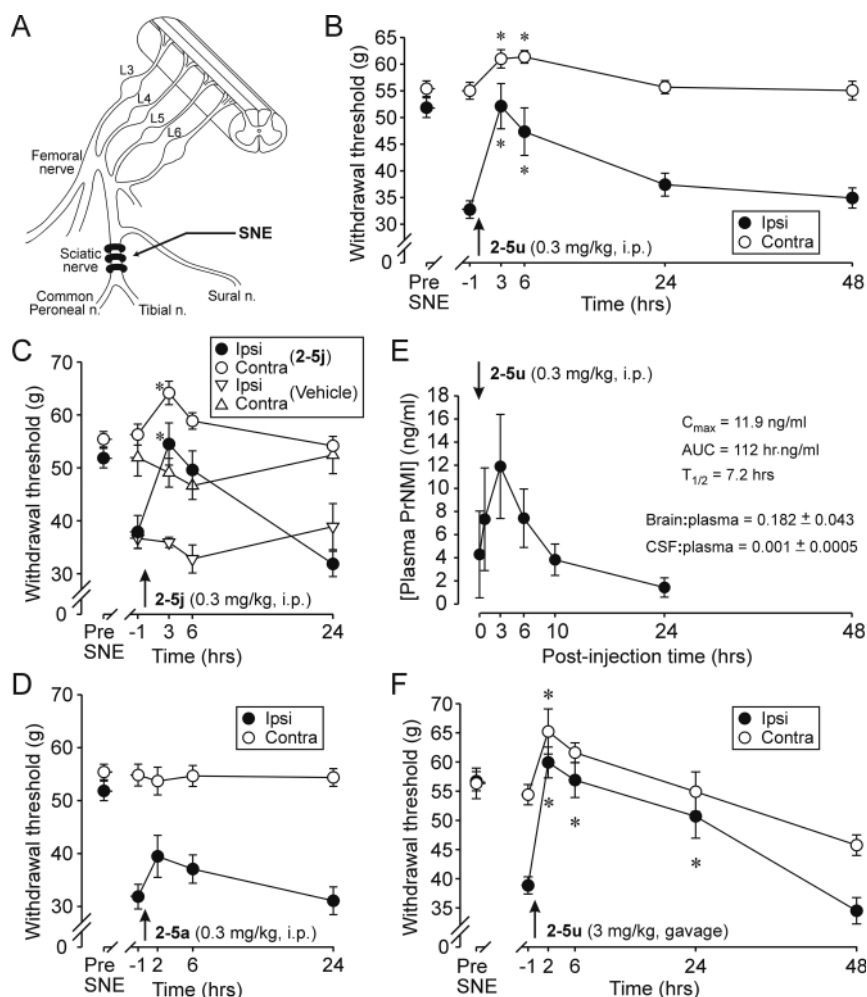 A
L3
L4
L5
L6
Femoral
nerve
SNE
Sciatic
nerve
Common
Peroneal n.
Tibial n.
Sural n.
B
Withdrawal threshold (g)
65
60
55
50
45
40
35
30
0
* *
*
*
Ipsi
Contra
2-5u (0.3 mg/kg, i.p.)
Pre
SNE
-1 3 6 24 48
Time (hrs)
C
Withdrawal threshold (g)
70
60
50
40
30
0
Ipsi
Contra (2-5j)
Ipsi
Contra (Vehicle)
*
*
2-5j (0.3 mg/kg, i.p.)
Pre
SNE
-1 3 6 24
Time (hrs)
E
2-5u (0.3 mg/kg, i.p.)
[Plasma PrNMI] (ng/ml)
18
16
14
12
10
8
6
4
2
0
Cmax = 11.9 ng/ml
AUC = 112 hr·ng/ml
T1/2 = 7.2 hrs
Brain:plasma = 0.182 ± 0.043
CSF:plasma = 0.001 ± 0.0005
0 3 6 10 24 48
Post-injection time (hrs)
D
Withdrawal threshold (g)
70
60
50
40
30
0
Ipsi
Contra
2-5a (0.3 mg/kg, i.p.)
Pre
SNE
-1 2 6 24
Time (hrs)
F
Withdrawal threshold (g)
70
65
60
55
50
45
40
35
0
*
*
*
*
Ipsi
Contra
2-5u (3 mg/kg, gavage)
Pre
SNE
-1 2 6 24 48
Time (hrs)